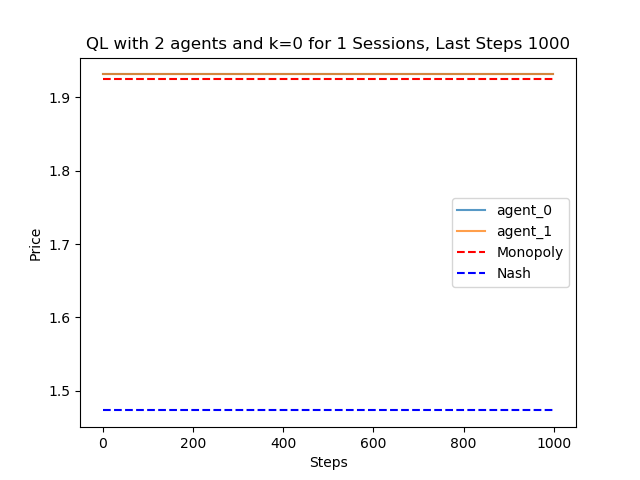 QL with 2 agents and k=0 for 1 Sessions, Last Steps 1000
1.9
1.8
1.7
1.6
1.5
Price
agent_0
agent_1
Monopoly
Nash
0 200 400 600 800 1000
Steps